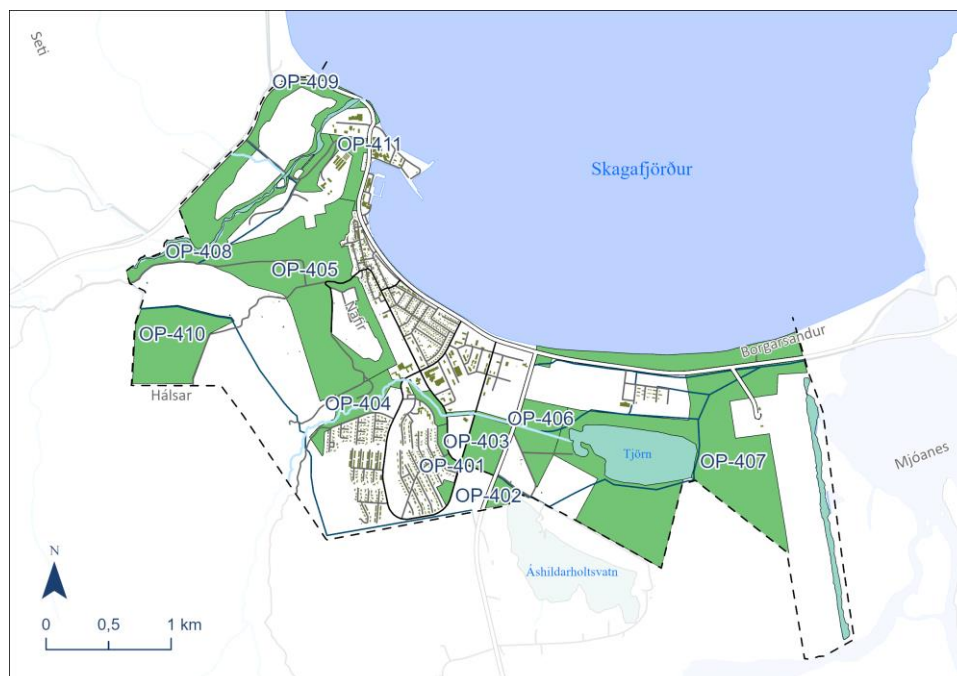 Seti
OP-409
OP-411
Skagafjörður
OP-408
OP-405
Nafir
OP-410
Borgarsandur
Hálsar
OP-404
OP-406
OP-403
Tjörn
OP-407
Mjóanes
OP-401
OP-402
Áshildarholtsvatn
N
0 0,5 1 km